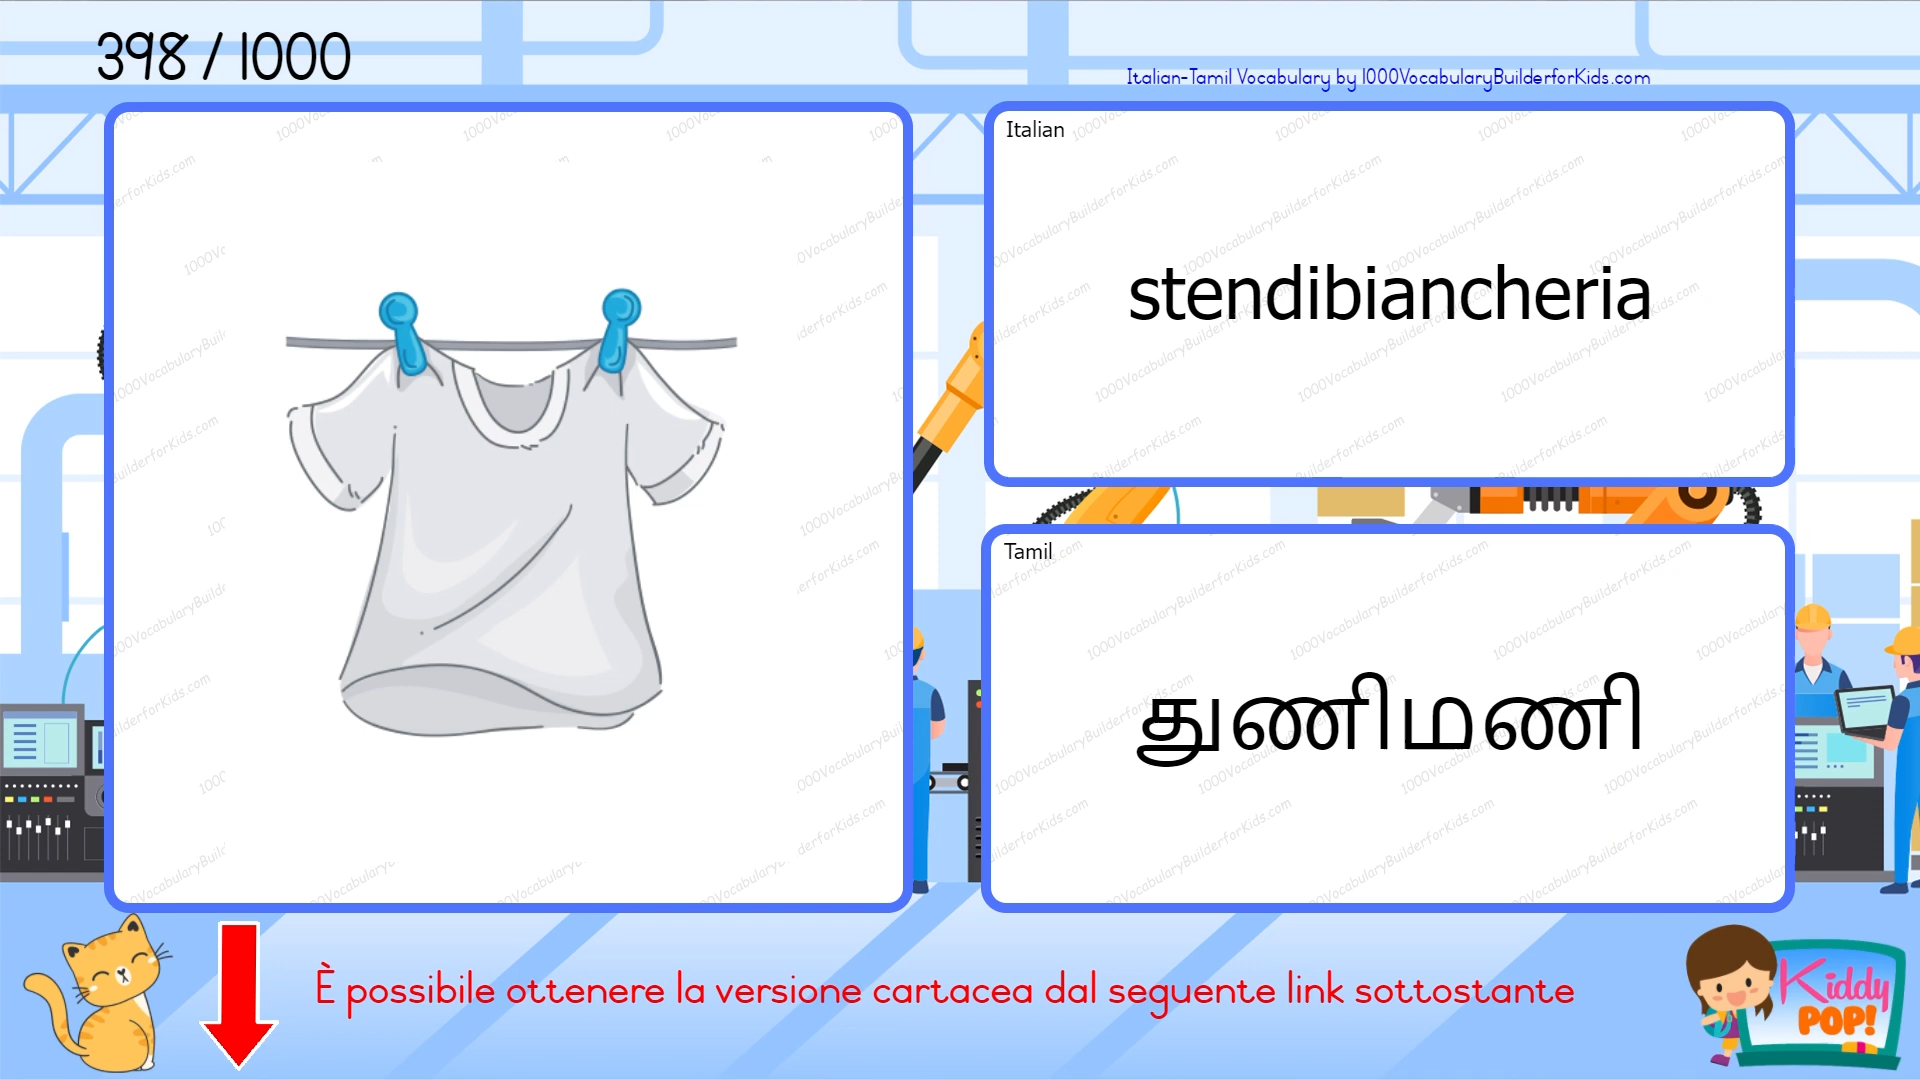 398 / 1000
Italian-Tamil Vocabulary by 1000VocabularyBuilderforKids.com
Italian
stendibiancheria
Tamil
துணிமணி
È possibile ottenere la versione cartacea dal seguente link sottostante
Kiddy
POP!